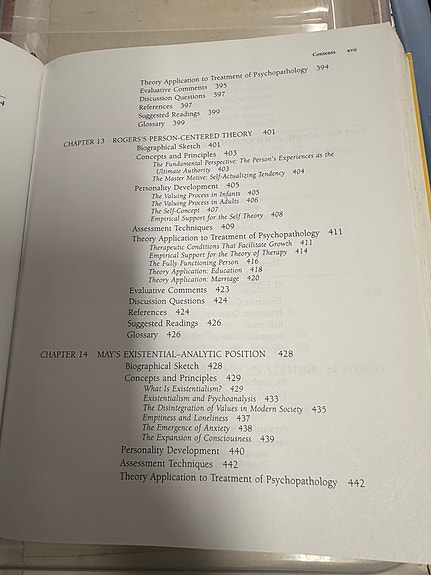 Contents xvii
4
Theory Application to Treatment of Psychopathology 394
Evaluative Comments 395
Discussion Questions 397
References 397
Suggested Readings 399
Glossary 399
CHAPTER 13 ROGERS'S PERSON-CENTERED THEORY 401
Biographical Sketch 401
Concepts and Principles 403
The Fundamental Perspective: The Person's Experiences as the
Ultimate Authority 403
The Master Motive: Self-Actualizing Tendency 404
Personality Development 405
The Valuing Process in Infants 405
The Valuing Process in Adults 406
The Self-Concept 407
Empirical Support for the Self Theory 408
Assessment Techniques 409
Theory Application to Treatment of Psychopathology 411
Therapeutic Conditions That Facilitate Growth 411
Empirical Support for the Theory of Therapy 414
The Fully Functioning Person 416
Theory Application: Education 418
Theory Application: Marriage 420
Evaluative Comments 423
Discussion Questions 424
References 424
Suggested Readings 426
Glossary 426
CHAPTER 14 MAY'S EXISTENTIAL–ANALYTIC POSITION 428
Biographical Sketch 428
Concepts and Principles 429
What Is Existentialism? 429
Existentialism and Psychoanalysis 433
The Disintegration of Values in Modern Society 435
Emptiness and Loneliness 437
The Emergence of Anxiety 438
The Expansion of Consciousness 439
Personality Development 440
Assessment Techniques 442
Theory Application to Treatment of Psychopathology 442